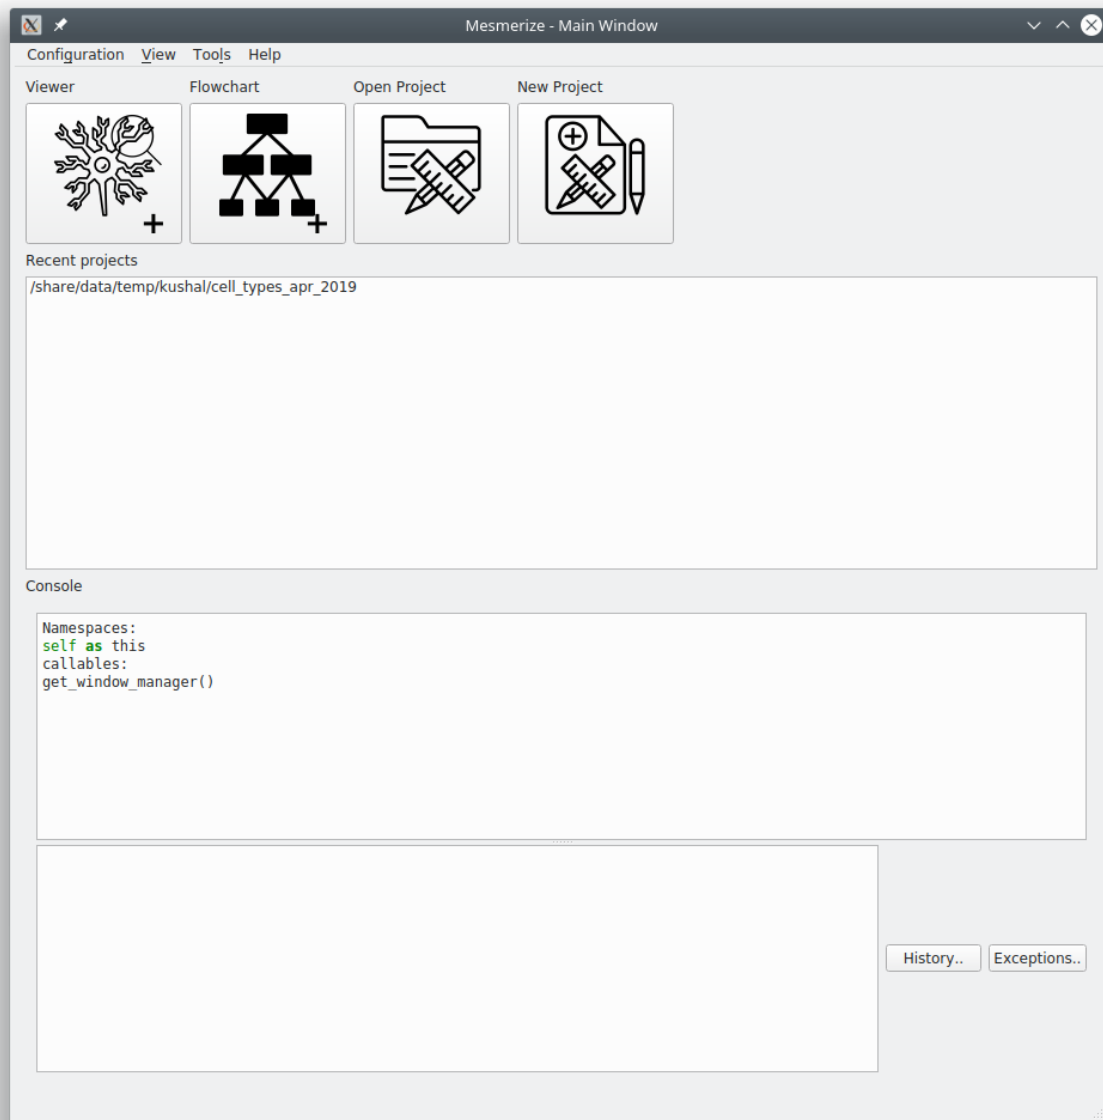 Mesmerize - Main Window
Configuration View Tools Help
Viewer Flowchart Open Project New Project
Recent projects
/share/data/temp/kushal/cell_types_apr_2019
Console
Namespaces:
self as this
callables:
get_window_manager()
History.. Exceptions..